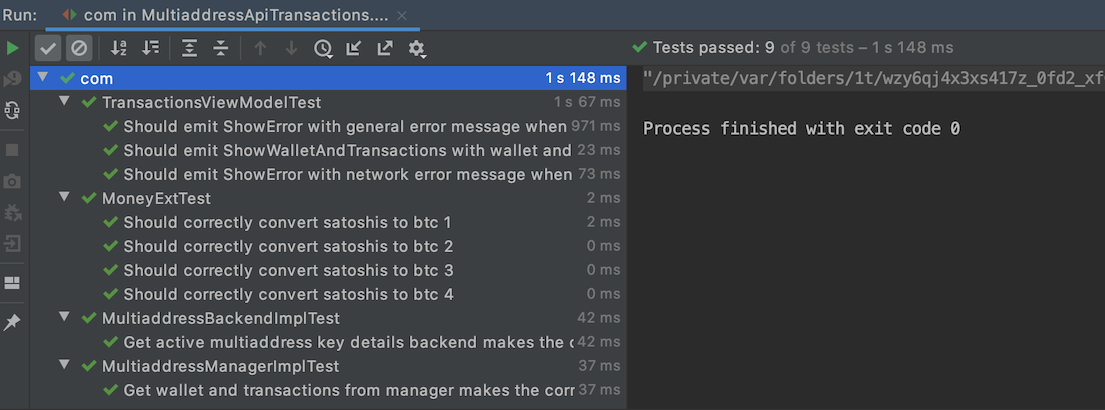 Run: com in MultiaddressApiTransactions....
Tests passed: 9 of 9 tests – 1 s 148 ms
com 1 s 148 ms
"/private/var/folders/1t/wzy6qj4x3xs417z_0fd2_xf
TransactionsViewModelTest 1 s 67 ms
Should emit ShowError with general error message when 971 ms
Process finished with exit code 0
Should emit ShowWalletAndTransactions with wallet and 23 ms
Should emit ShowError with network error message when 73 ms
MoneyExtTest 2 ms
Should correctly convert satoshis to btc 1 2 ms
Should correctly convert satoshis to btc 2 0 ms
Should correctly convert satoshis to btc 3 0 ms
Should correctly convert satoshis to btc 4 0 ms
MultiaddressBackendImplTest 42 ms
Get active multiaddress key details backend makes the 42 ms
MultiaddressManagerImplTest 37 ms
Get wallet and transactions from manager makes the corr 37 ms